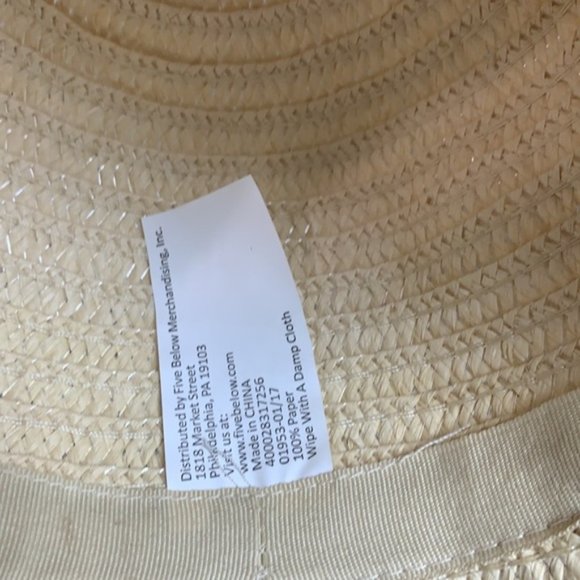 Distributed by Five Below Merchandising, Inc.
1818 Market Street
Philadelphia, PA 19103
Visit us at:
www.fivebelow.com
Made in CHINA
400028317256
01953-01/17
100% Paper
Wipe With A Damp Cloth